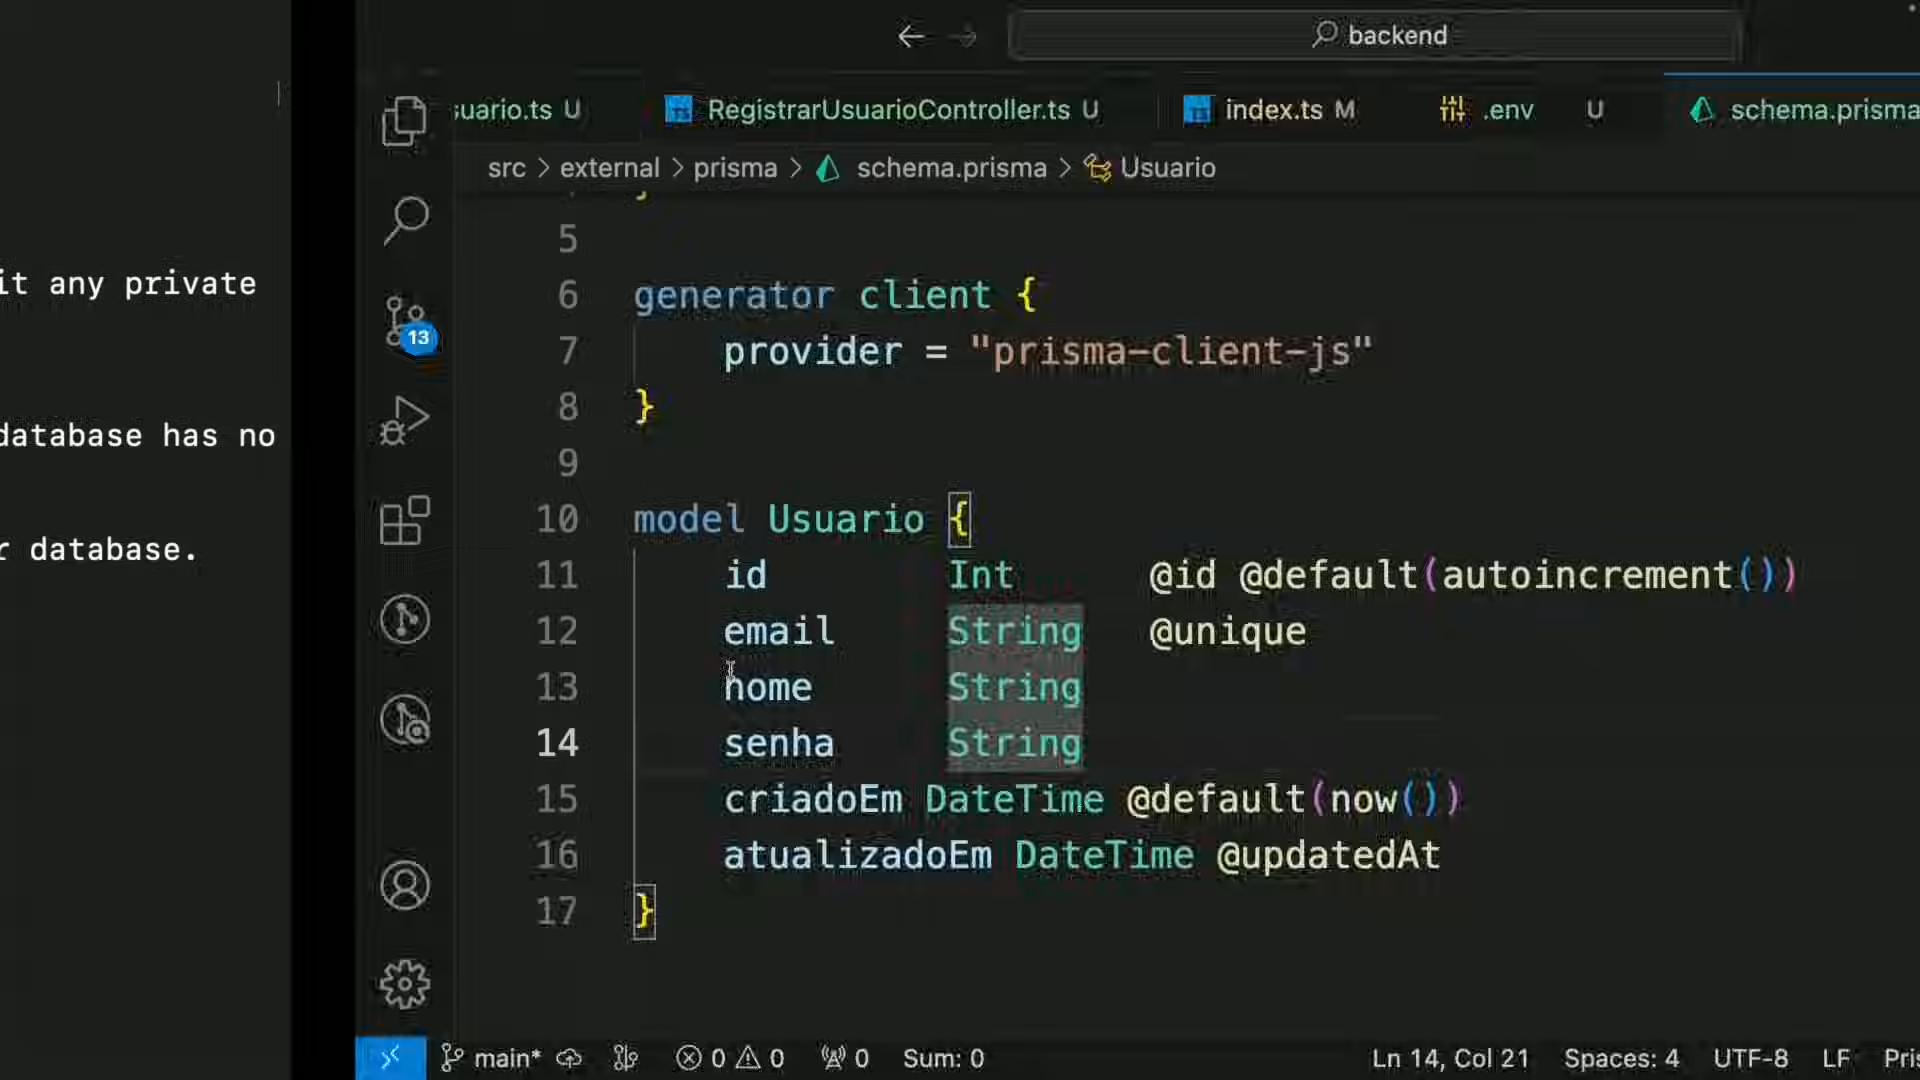 it any private
database has no
r database.
backend
suario.ts U
RegistrarUsuarioController.ts U
index.ts M
.env U
schema.prisma
src > external > prisma > schema.prisma > Usuario
}
5
6 generator client {
7 provider = "prisma-client-js"
8 }
9
10 model Usuario {
11 id Int @id @default(autoincrement())
12 email String @unique
13 nome String
14 senha String
15 criadoEm DateTime @default(now())
16 atualizadoEm DateTime @updatedAt
17 }
13
main* 0 0 0 Sum: 0 Ln 14, Col 21 Spaces: 4 UTF-8 LF Pris